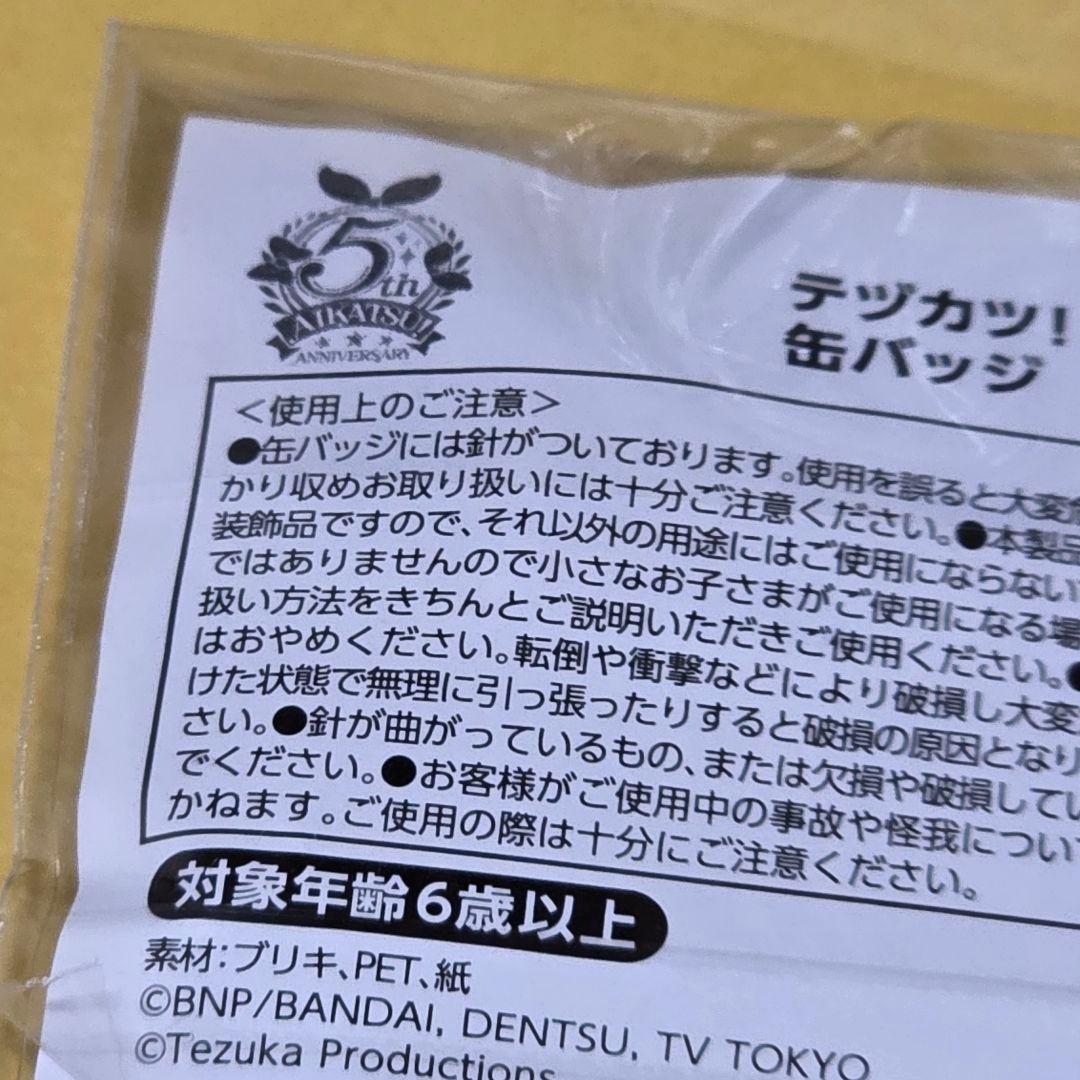 5th
AIKATSU!
ANNIVERSARY
テヅカツ!
缶バッジ
＜使用上のご注意＞
●缶バッジには針がついております。使用を誤ると大変危
かり収めお取り扱いには十分ご注意ください。●本製品
装飾品ですので、それ以外の用途にはご使用にならない
ではありませんので小さなお子さまがご使用になる場
扱い方法をきちんとご説明いただきご使用ください。●
はおやめください。転倒や衝撃などにより破損し大変
けた状態で無理に引っ張ったりすると破損の原因となり
さい。●針が曲がっているもの、または欠損や破損してい
でください。●お客様がご使用中の事故や怪我につい
かねます。ご使用の際は十分にご注意ください。
対象年齢6歳以上
素材：ブリキ、PET、紙
©BNP/BANDAI, DENTSU, TV TOKYO
©Tezuka Productions